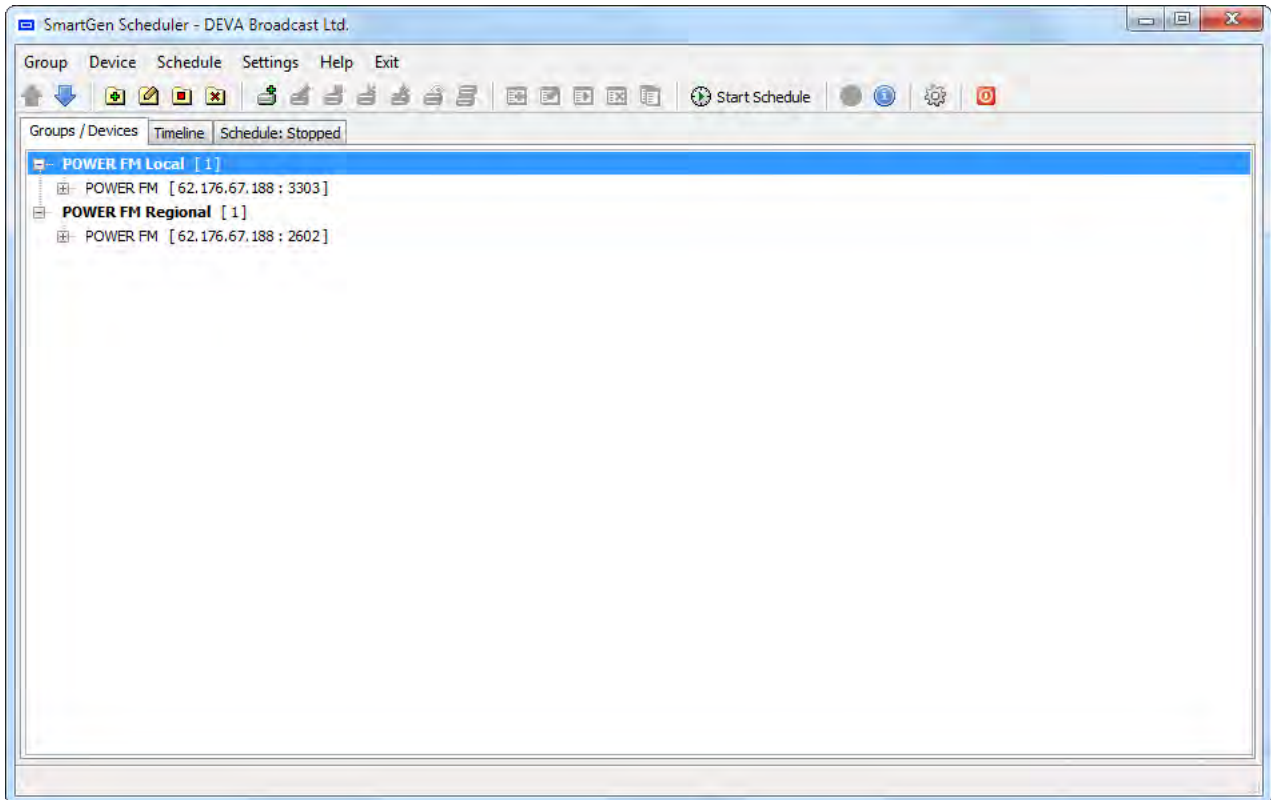 SmartGen Scheduler - DEVA Broadcast Ltd.
Group Device Schedule Settings Help Exit
Start Schedule
Groups / Devices Timeline Schedule: Stopped
POWER FM Local [ 1 ]
POWER FM [ 62.176.67.188 : 3303 ]
POWER FM Regional [ 1 ]
POWER FM [ 62.176.67.188 : 2602 ]